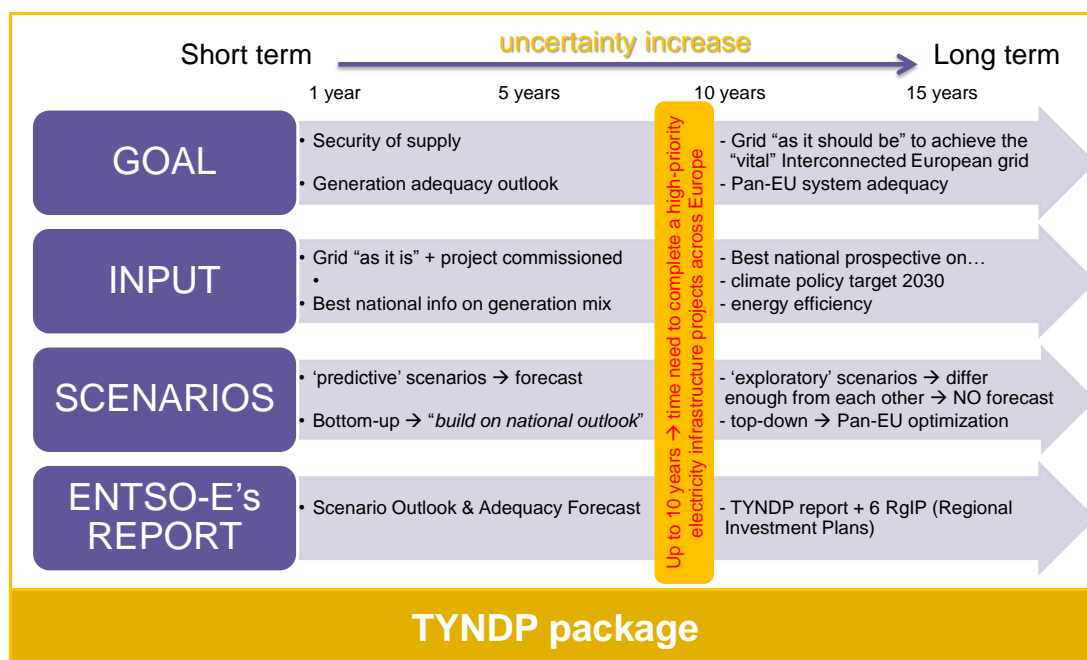 uncertainty increase
Short term
Long term
1 year
5 years
10 years
15 years
GOAL
• Security of supply
• Generation adequacy outlook
- Grid “as it should be” to achieve the
“vital” Interconnected European grid
- Pan-EU system adequacy
INPUT
• Grid “as it is” + project commissioned
•
• Best national info on generation mix
- Best national prospective on…
- climate policy target 2030
- energy efficiency
SCENARIOS
• ‘predictive’ scenarios → forecast
• Bottom-up → “build on national outlook”
- ‘exploratory’ scenarios → differ
enough from each other → NO forecast
- top-down → Pan-EU optimization
ENTSO-E’s
REPORT
• Scenario Outlook & Adequacy Forecast
- TYNDP report + 6 RgIP (Regional
Investment Plans)
Up to 10 years → time need to complete a high-priority
electricity infrastructure projects across Europe
TYNDP package